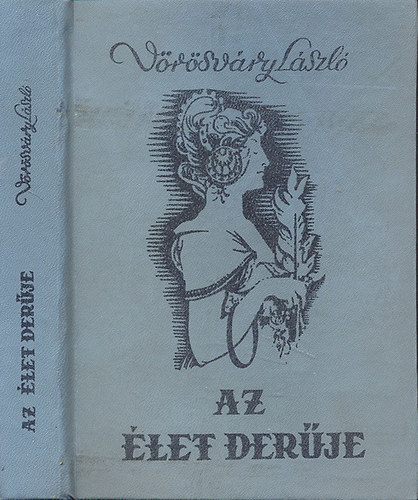 Vörösváry László
AZ ÉLET DERŰJE
Vörösváry László
AZ
ÉLET DERŰJE